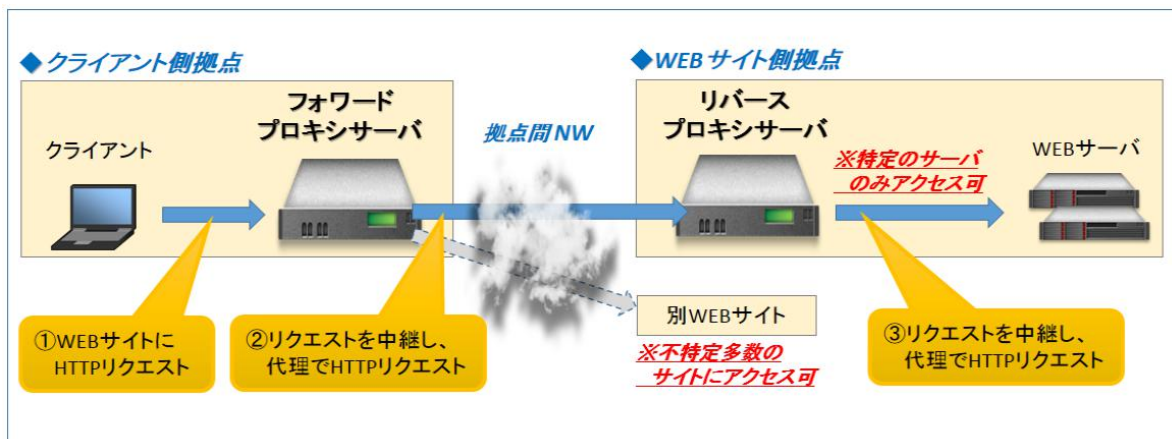 ◆クライアント側拠点
フォワード
プロキシサーバ
クライアント
拠点間NW
◆WEBサイト側拠点
リバース
プロキシサーバ
※特定のサーバ
のみアクセス可
WEBサーバ
①WEBサイトに
HTTPリクエスト
②リクエストを中継し、
代理でHTTPリクエスト
別WEBサイト
※不特定多数の
サイトにアクセス可
③リクエストを中継し、
代理でHTTPリクエスト